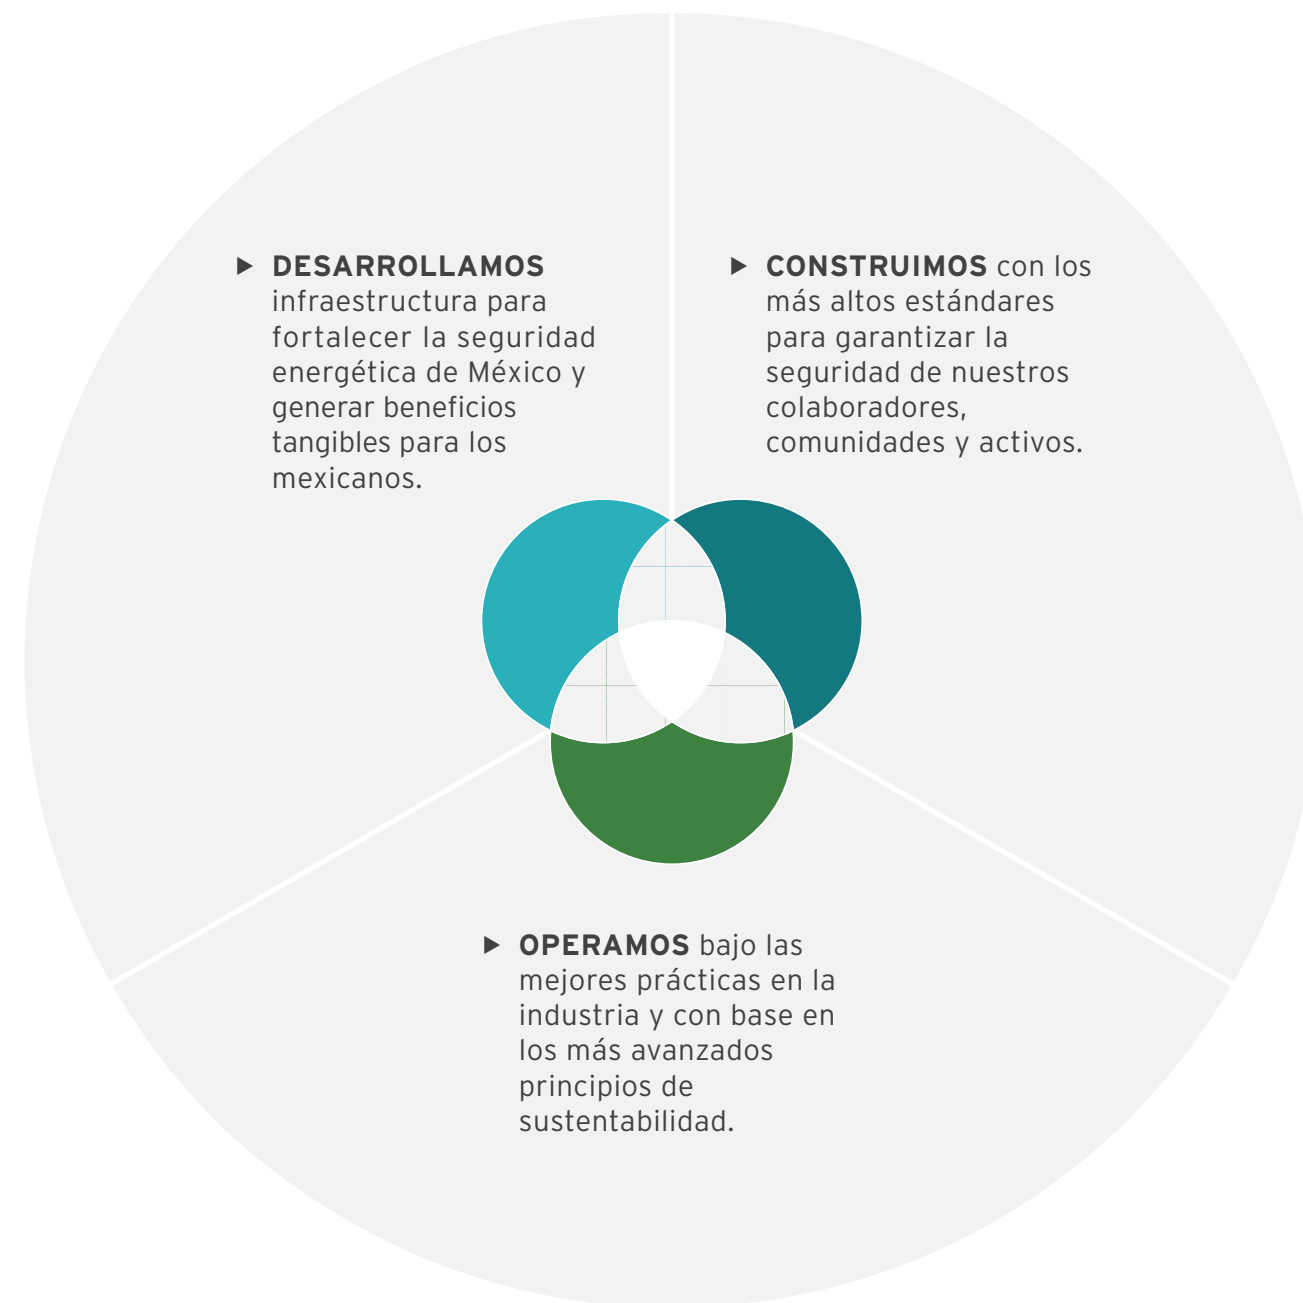 ► DESARROLLAMOS
infraestructura para
fortalecer la seguridad
energética de México y
generar beneficios
tangibles para los
mexicanos.
► CONSTRUIMOS con los
más altos estándares
para garantizar la
seguridad de nuestros
colaboradores,
comunidades y activos.
► OPERAMOS bajo las
mejores prácticas en la
industria y con base en
los más avanzados
principios de
sustentabilidad.